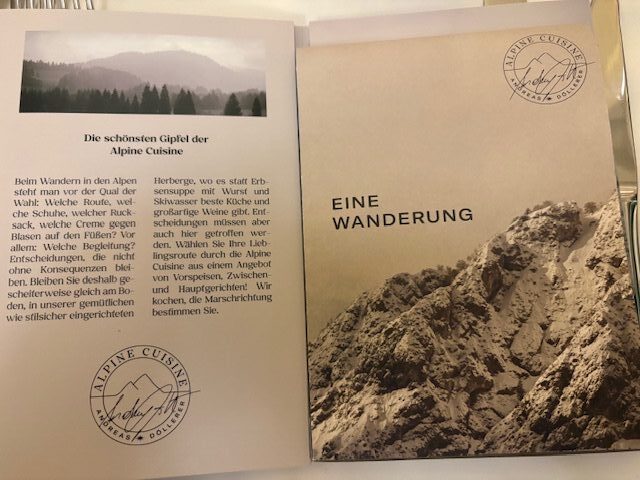 Die schönsten Gipfel der
Alpine Cuisine
Beim Wandern in den Alpen
steht man vor der Qual der
Wahl: Welche Route, wel-
che Schuhe, welcher Ruck-
sack, welche Creme gegen
Blasen auf den Füßen? Vor
allem: Welche Begleitung?
Entscheidungen, die nicht
ohne Konsequenzen blei-
ben. Bleiben Sie deshalb ge-
scheiterweise gleich am Bo-
den, in unserer gemütlichen
wie stilsicher eingerichteten
Herberge, wo es statt Erb-
sensuppe mit Wurst und
Skiwasser beste Küche und
großartige Weine gibt. Ent-
scheidungen müssen aber
auch hier getroffen wer-
den. Wählen Sie Ihre Lieb-
lingsroute durch die Alpine
Cuisine aus einem Angebot
von Vorspeisen, Zwischen-
und Hauptgerichten! Wir
kochen, die Marschrichtung
bestimmen Sie.
ALPINE CUISINE
ANDREAS DÖLLERER
ALPINE CUISINE
ANDREAS DÖLLERER
EINE
WANDERUNG